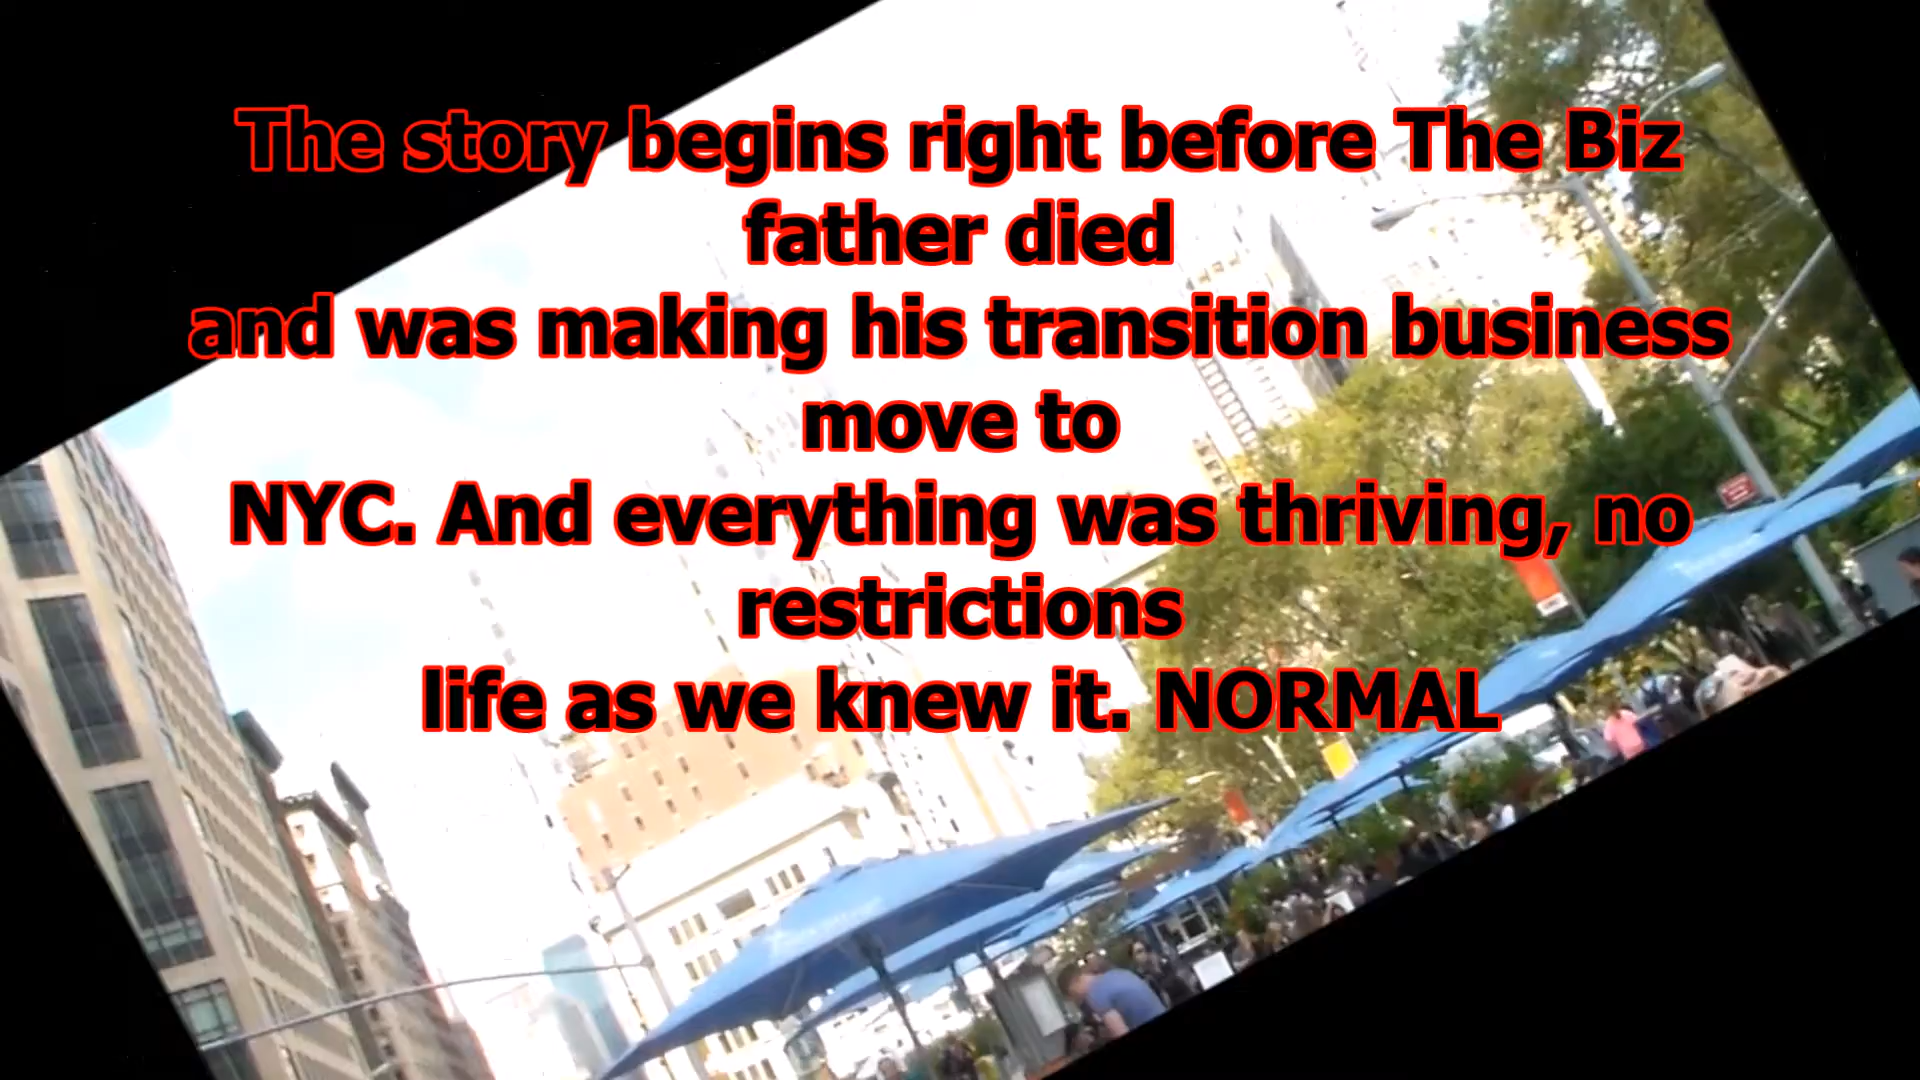 The story begins right before The Biz
father died
and was making his transition business
move to
NYC. And everything was thriving, no
restrictions
life as we knew it. NORMAL